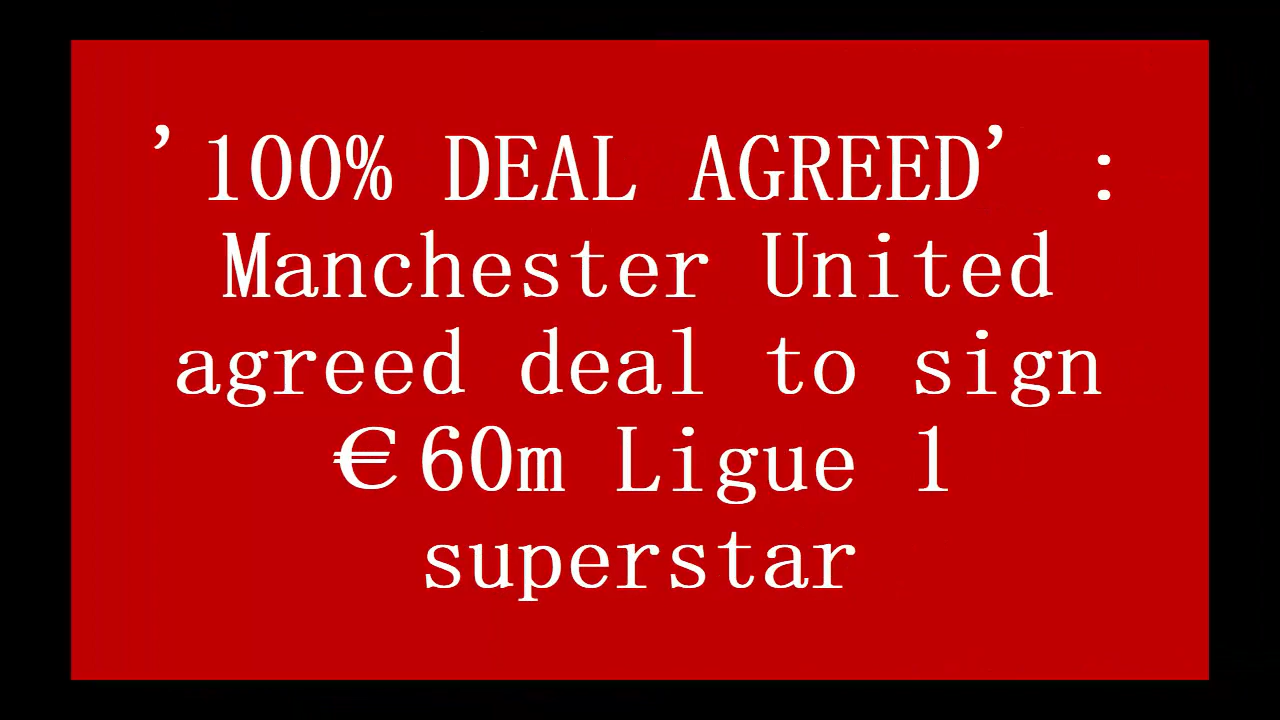 ’100% DEAL AGREED’ :
Manchester United
agreed deal to sign
€60m Ligue 1
superstar